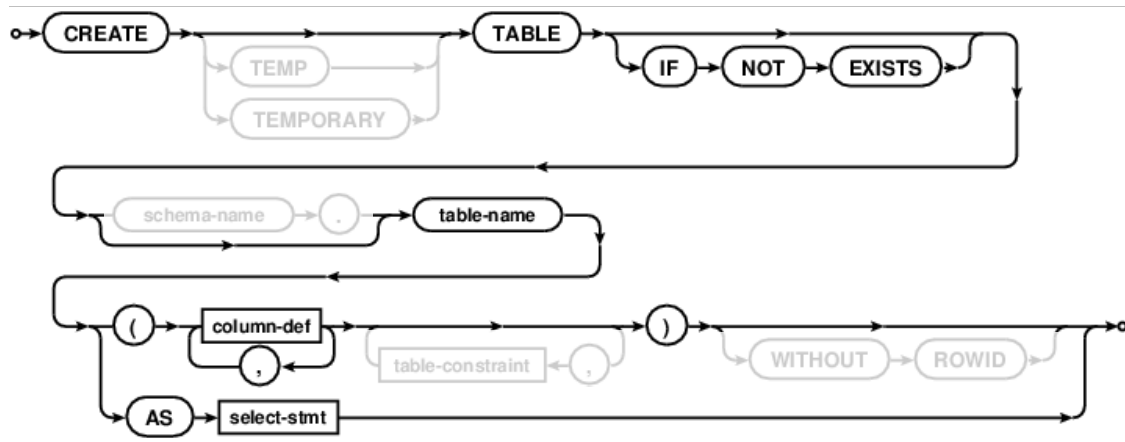 CREATE TABLE
TEMP IF NOT EXISTS
TEMPORARY
schema-name . table-name
( column-def )
, table-constraint , WITHOUT ROWID
AS select-stmt